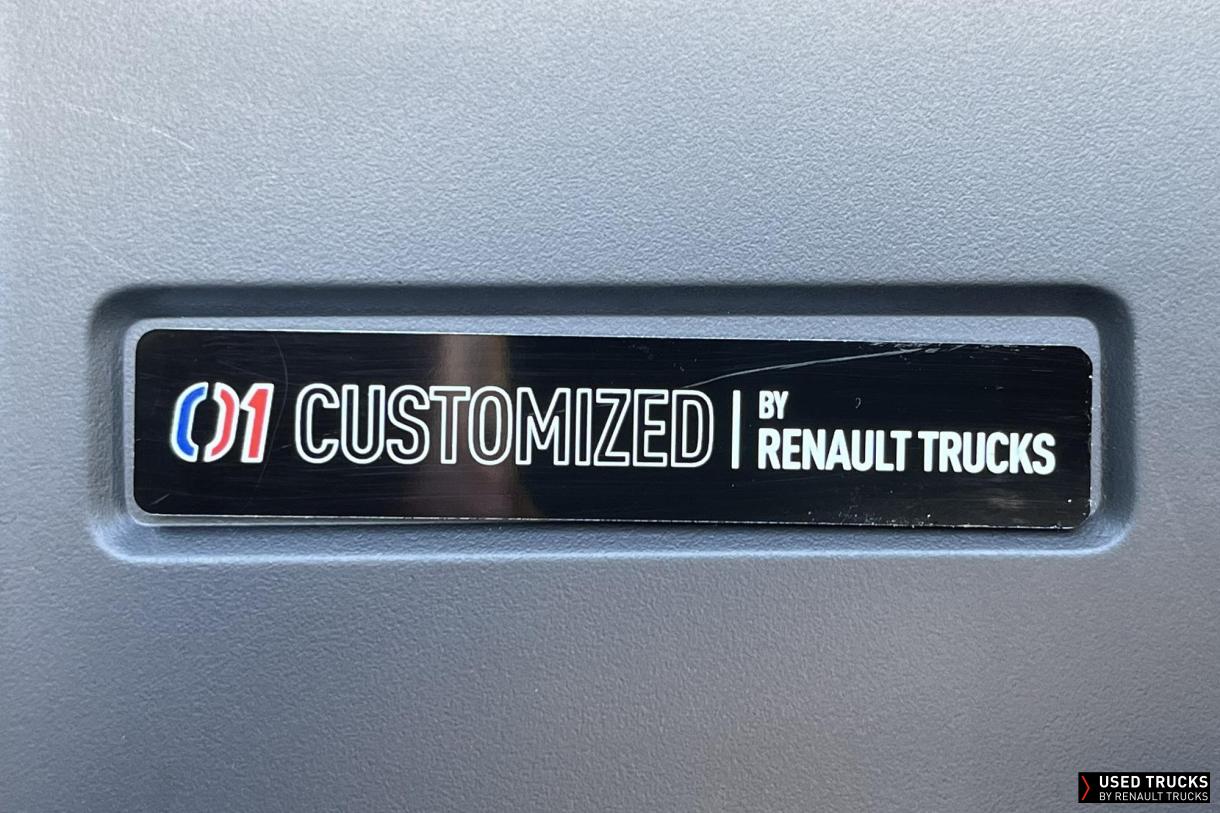 01 CUSTOMIZED
BY
RENAULT TRUCKS
USED TRUCKS
BY RENAULT TRUCKS